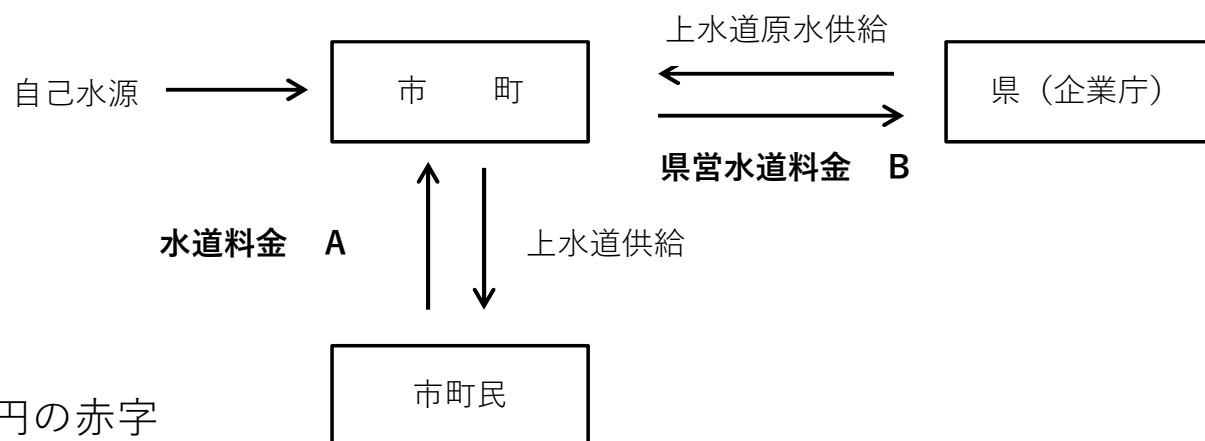 上水道原水供給
自己水源
市　　町
県（企業庁）
県営水道料金　B
水道料金　A
上水道供給
市町民
円の赤字